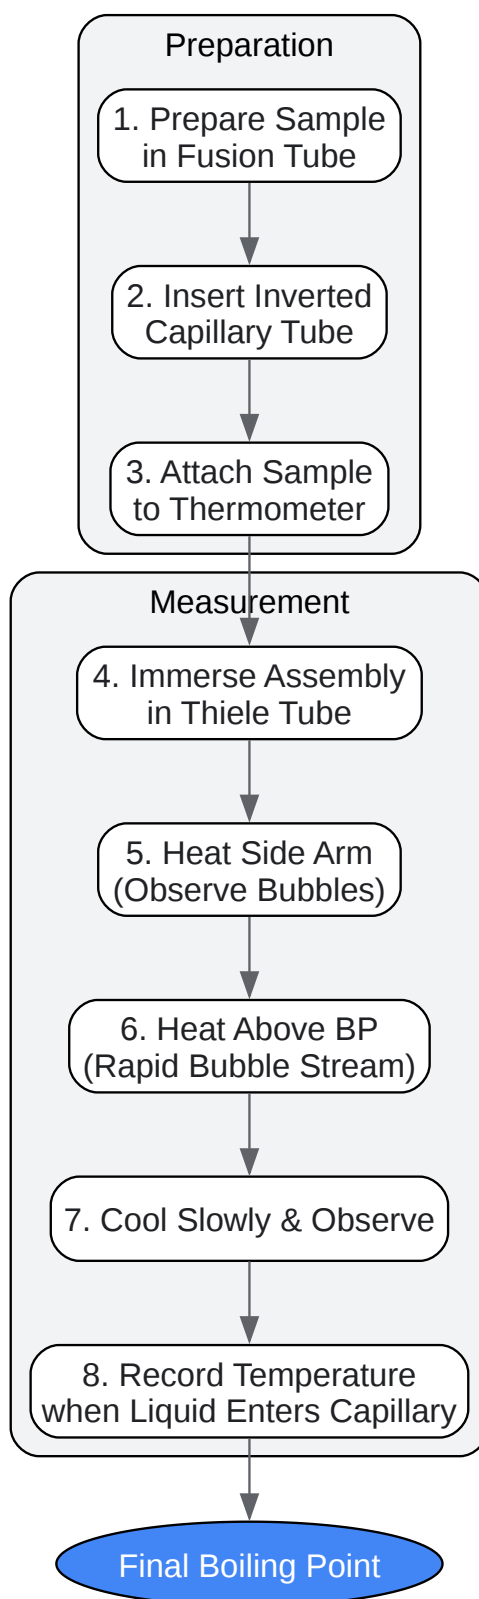 Preparation
1. Prepare Sample
in Fusion Tube
2. Insert Inverted
Capillary Tube
3. Attach Sample
to Thermometer
Measurement
4. Immerse Assembly
in Thiele Tube
5. Heat Side Arm
(Observe Bubbles)
6. Heat Above BP
(Rapid Bubble Stream)
7. Cool Slowly & Observe
8. Record Temperature
when Liquid Enters Capillary
Final Boiling Point